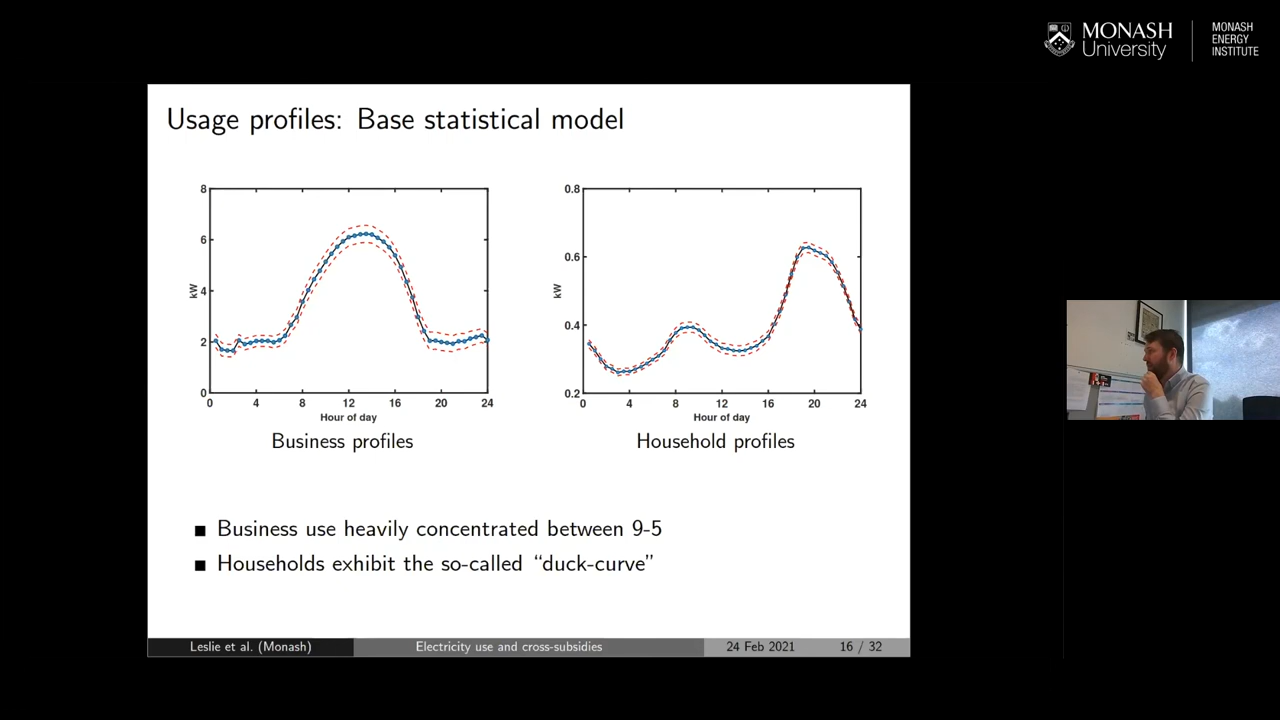 MONASH
University
MONASH
ENERGY
INSTITUTE
Usage profiles: Base statistical model
8
6
4
2
0
kW
0 4 8 12 16 20 24
Hour of day
Business profiles
0.8
0.6
0.4
0.2
kW
0 4 8 12 16 20 24
Hour of day
Household profiles
Business use heavily concentrated between 9-5
Households exhibit the so-called “duck-curve”
Leslie et al. (Monash) Electricity use and cross-subsidies 24 Feb 2021 16 / 32